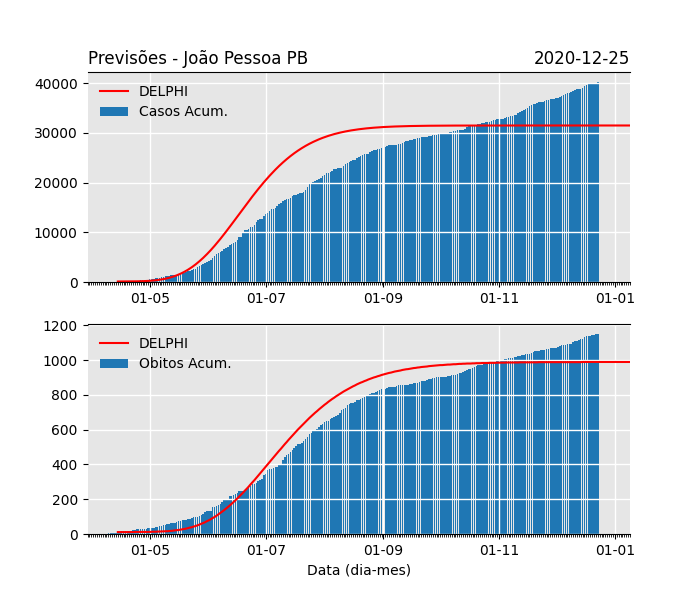 Previsões - João Pessoa PB 2020-12-25
DELPHI
Casos Acum.
40000
30000
20000
10000
0
01-05 01-07 01-09 01-11 01-01
DELPHI
Obitos Acum.
1200
1000
800
600
400
200
0
01-05 01-07 01-09 01-11 01-01
Data (dia-mes)